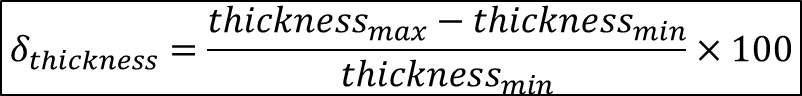 δ_thickness = (thickness_max − thickness_min) / thickness_min × 100